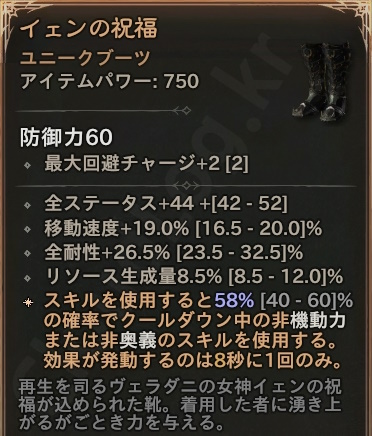 イェンの祝福
ユニークブーツ
アイテムパワー: 750
防御力60
最大回避チャージ+2 [2]
全ステータス+44 +[42 - 52]
移動速度+19.0% [16.5 - 20.0]%
全耐性+26.5% [23.5 - 32.5]%
リソース生成量8.5% [8.5 - 12.0]%
スキルを使用すると58% [40 - 60]%
の確率でクールダウン中の非機動力
または非奥義のスキルを使用する。
効果が発動するのは8秒に1回のみ。
再生を司るヴェラダニの女神イェンの祝
福が込められた靴。着用した者に湧き上
がるがごとき力を与える。